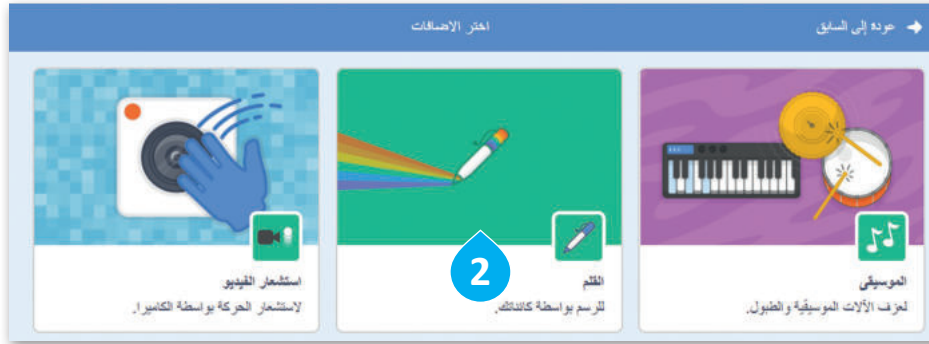 عودة إلى السابق
اختر الاضافات
الموسيقى
لعزف الآلات الموسيقية والطبول.
2
القلم
للرسم بواسطة كائناتك.
استشعار الفيديو
لاستشعار الحركة بواسطة الكاميرا.